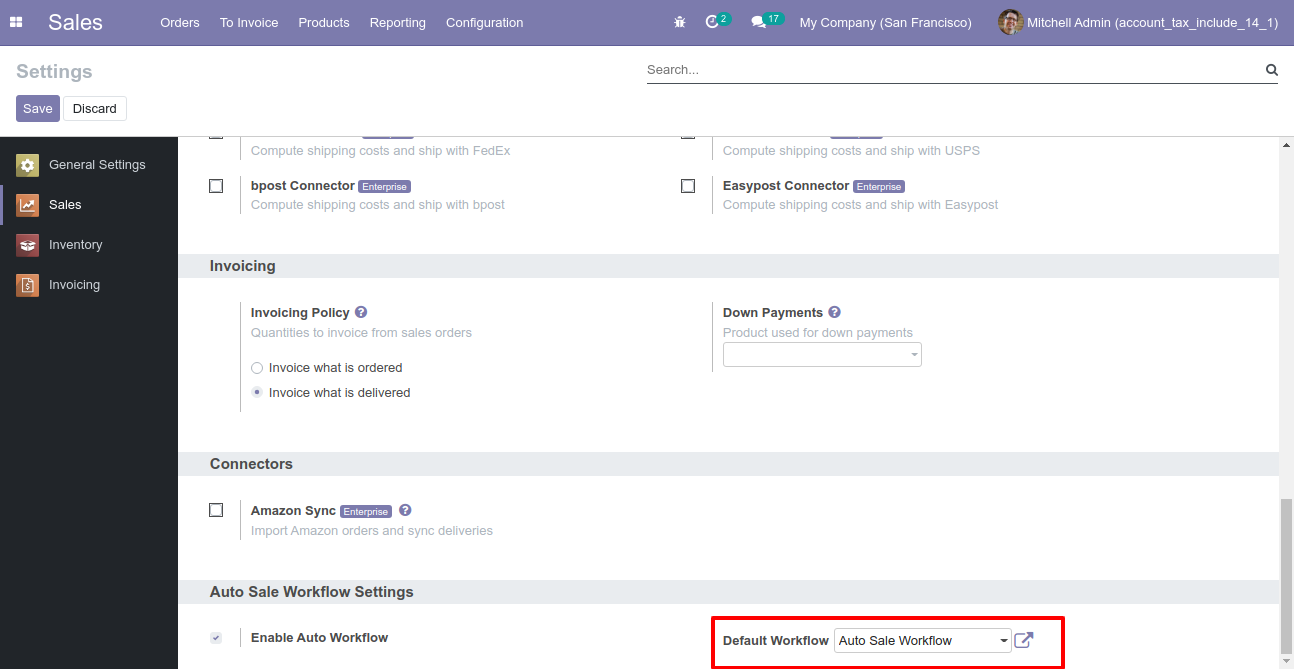 Sales Orders To Invoice Products Reporting Configuration 2 17 My Company (San Francisco) Mitchell Admin (account_tax_include_14_1)
Settings
Search...
Save Discard
General Settings
Sales
Inventory
Invoicing
Compute shipping costs and ship with FedEx
Compute shipping costs and ship with USPS
bpost Connector Enterprise
Compute shipping costs and ship with bpost
Easypost Connector Enterprise
Compute shipping costs and ship with Easypost
Invoicing
Invoicing Policy ?
Quantities to invoice from sales orders
Invoice what is ordered
Invoice what is delivered
Down Payments ?
Product used for down payments
Connectors
Amazon Sync Enterprise ?
Import Amazon orders and sync deliveries
Auto Sale Workflow Settings
Enable Auto Workflow
Default Workflow Auto Sale Workflow